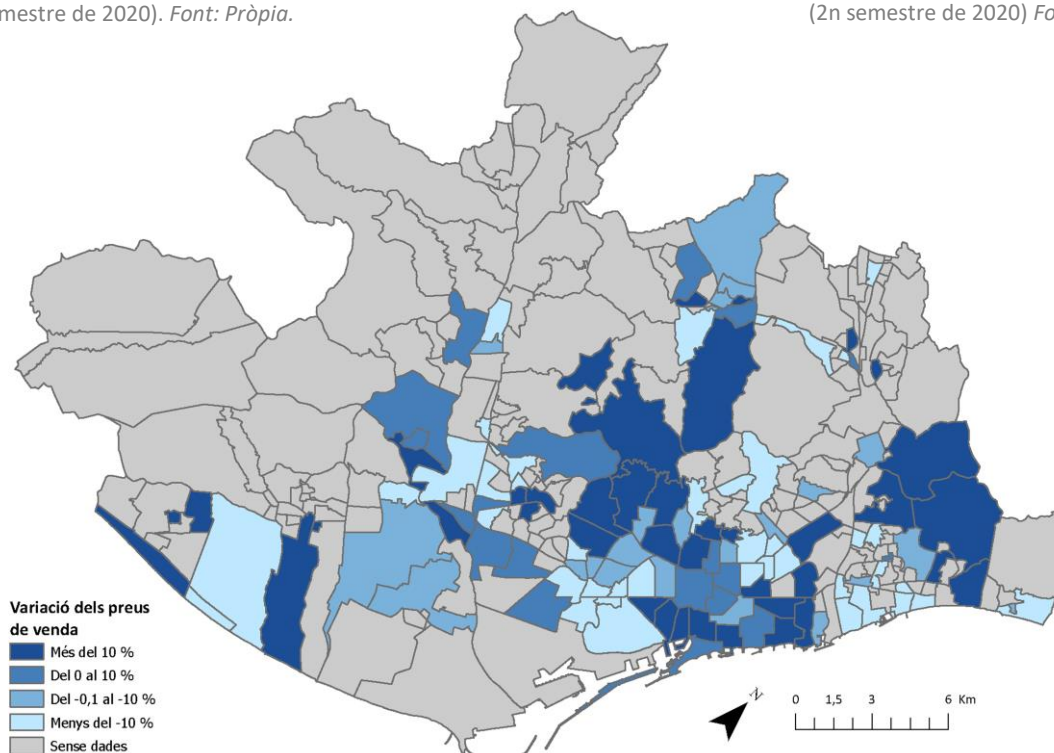 mestre de 2020). Font: Pròpia.
(2n semestre de 2020) Fo
Variació dels preus
de venda
Més del 10 %
Del 0 al 10 %
Del -0,1 al -10 %
Menys del -10 %
Sense dades
N
0 1,5 3 6 Km